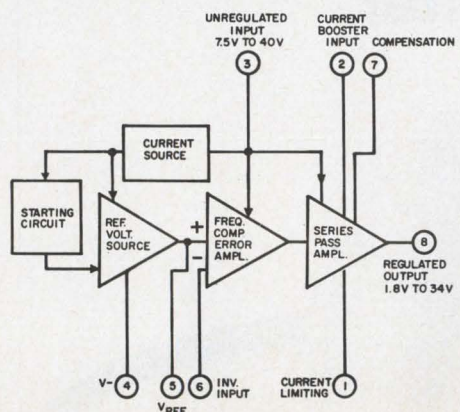 UNREGULATED
INPUT
7.5V TO 40V
3
CURRENT
BOOSTER
INPUT
2
COMPENSATION
7
CURRENT
SOURCE
STARTING
CIRCUIT
REF.
VOLT.
SOURCE
+
−
FREQ.
COMP
ERROR
AMPL.
SERIES
PASS
AMPL.
8
REGULATED
OUTPUT
1.8V TO 34V
V- 4
5
VREF
6 INV.
INPUT
CURRENT
LIMITING 1